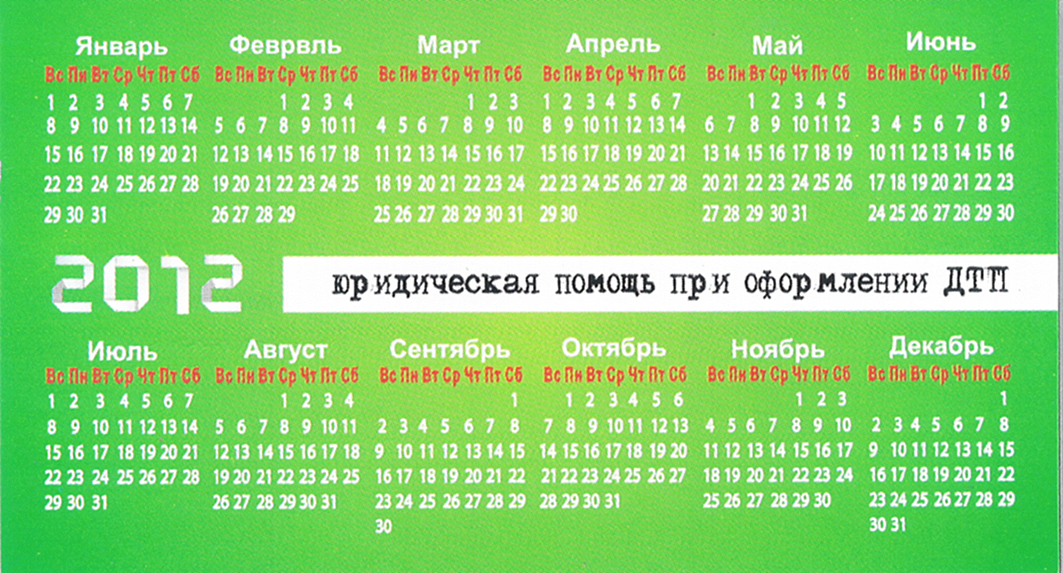 Январь Феврвль Март Апрель Май Июнь
Вс Пн Вт Ср Чт Пт Сб Вс Пн Вт Ср Чт Пт Сб Вс Пн Вт Ср Чт Пт Сб Вс Пн Вт Ср Чт Пт Сб Вс Пн Вт Ср Чт Пт Сб Вс Пн Вт Ср Чт Пт Сб
1 2 3 4 5 6 7 1 2 3 4 1 2 3 1 2 3 4 5 6 7 1 2 3 4 5 1 2
8 9 10 11 12 13 14 5 6 7 8 9 10 11 4 5 6 7 8 9 10 8 9 10 11 12 13 14 6 7 8 9 10 11 12 3 4 5 6 7 8 9
15 16 17 18 19 20 21 12 13 14 15 16 17 18 11 12 13 14 15 16 17 15 16 17 18 19 20 21 13 14 15 16 17 18 19 10 11 12 13 14 15 16
22 23 24 25 26 27 28 19 20 21 22 23 24 25 18 19 20 21 22 23 24 22 23 24 25 26 27 28 20 21 22 23 24 25 26 17 18 19 20 21 22 23
29 30 31 26 27 28 29 25 26 27 28 29 30 31 29 30 27 28 29 30 31 24 25 26 27 28 29 30
2012 юридическая помощь при оформлении ДТП
Июль Август Сентябрь Октябрь Ноябрь Декабрь
Вс Пн Вт Ср Чт Пт Сб Вс Пн Вт Ср Чт Пт Сб Вс Пн Вт Ср Чт Пт Сб Вс Пн Вт Ср Чт Пт Сб Вс Пн Вт Ср Чт Пт Сб Вс Пн Вт Ср Чт Пт Сб
1 2 3 4 5 6 7 1 2 3 4 1 1 2 3 4 5 6 1 2 3 1
8 9 10 11 12 13 14 5 6 7 8 9 10 11 2 3 4 5 6 7 8 7 8 9 10 11 12 13 4 5 6 7 8 9 10 2 3 4 5 6 7 8
15 16 17 18 19 20 21 12 13 14 15 16 17 18 9 10 11 12 13 14 15 14 15 16 17 18 19 20 11 12 13 14 15 16 17 9 10 11 12 13 14 15
22 23 24 25 26 27 28 19 20 21 22 23 24 25 16 17 18 19 20 21 22 21 22 23 24 25 26 27 18 19 20 21 22 23 24 16 17 18 19 20 21 22
29 30 31 26 27 28 29 30 31 23 24 25 26 27 28 29 28 29 30 31 25 26 27 28 29 30 23 24 25 26 27 28 29
30 30 31